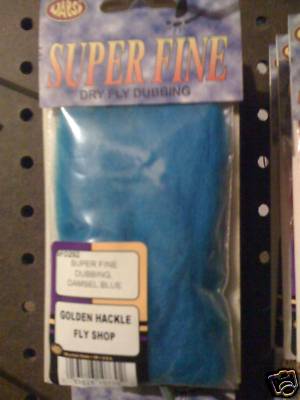 SUPER FINE
DRY FLY DUBBING
SUPER FINE
DUBBING
DAMSEL BLUE
GOLDEN HACKLE
FLY SHOP